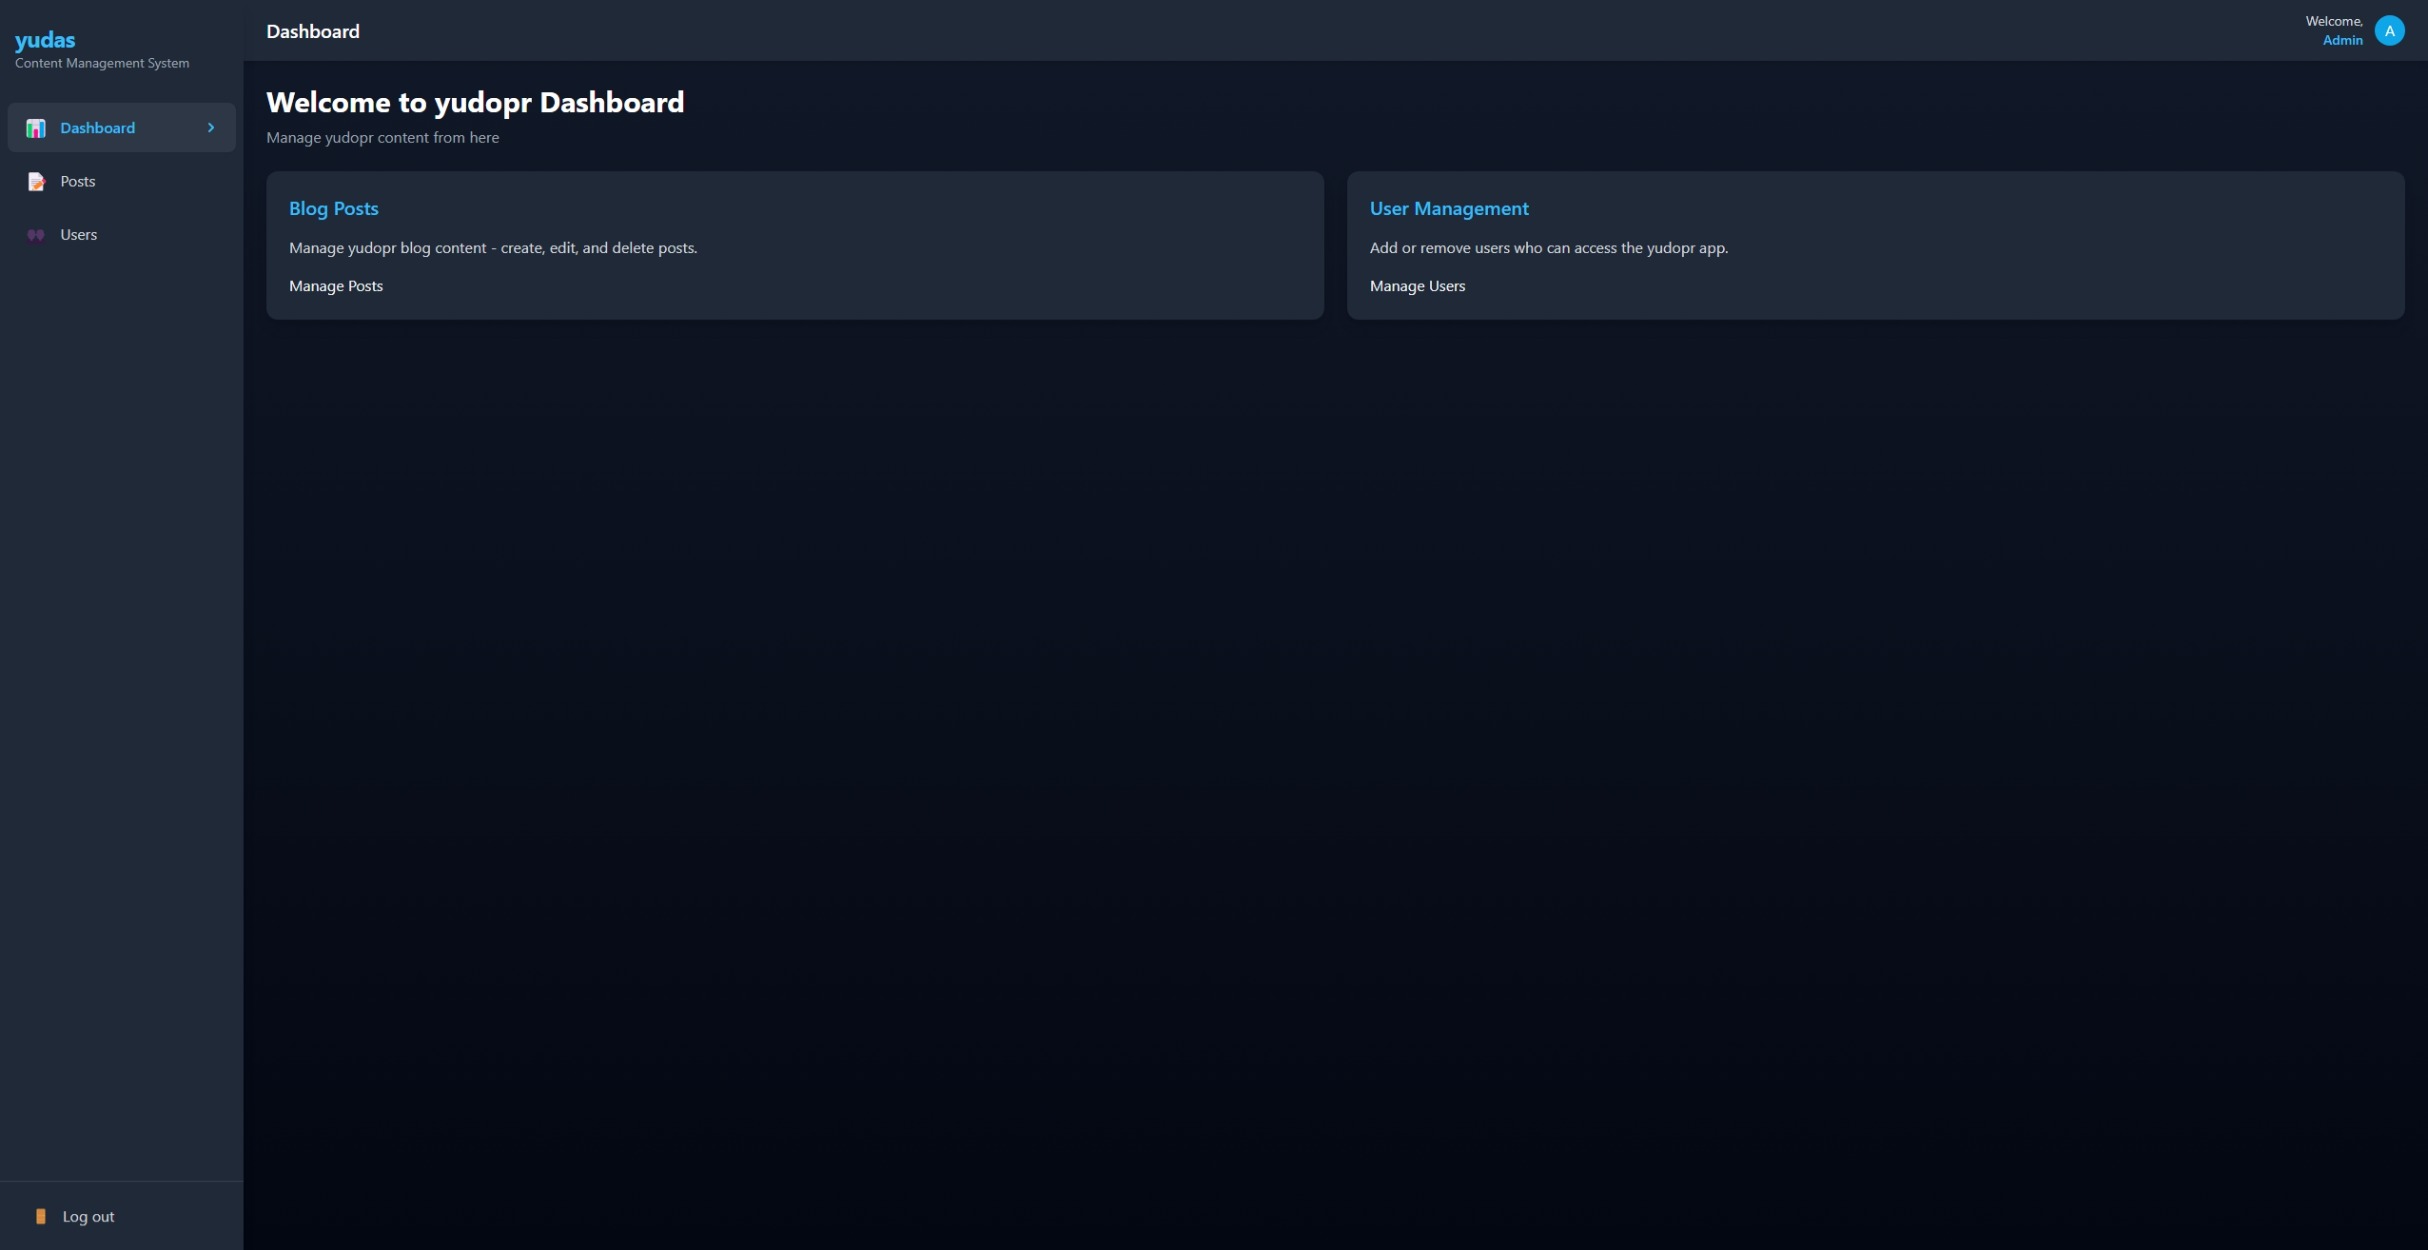 yudas
Content Management System
Dashboard
Posts
Users
Log out
Dashboard
Welcome,
Admin
A
Welcome to yudopr Dashboard
Manage yudopr content from here
Blog Posts
Manage yudopr blog content - create, edit, and delete posts.
Manage Posts
User Management
Add or remove users who can access the yudopr app.
Manage Users